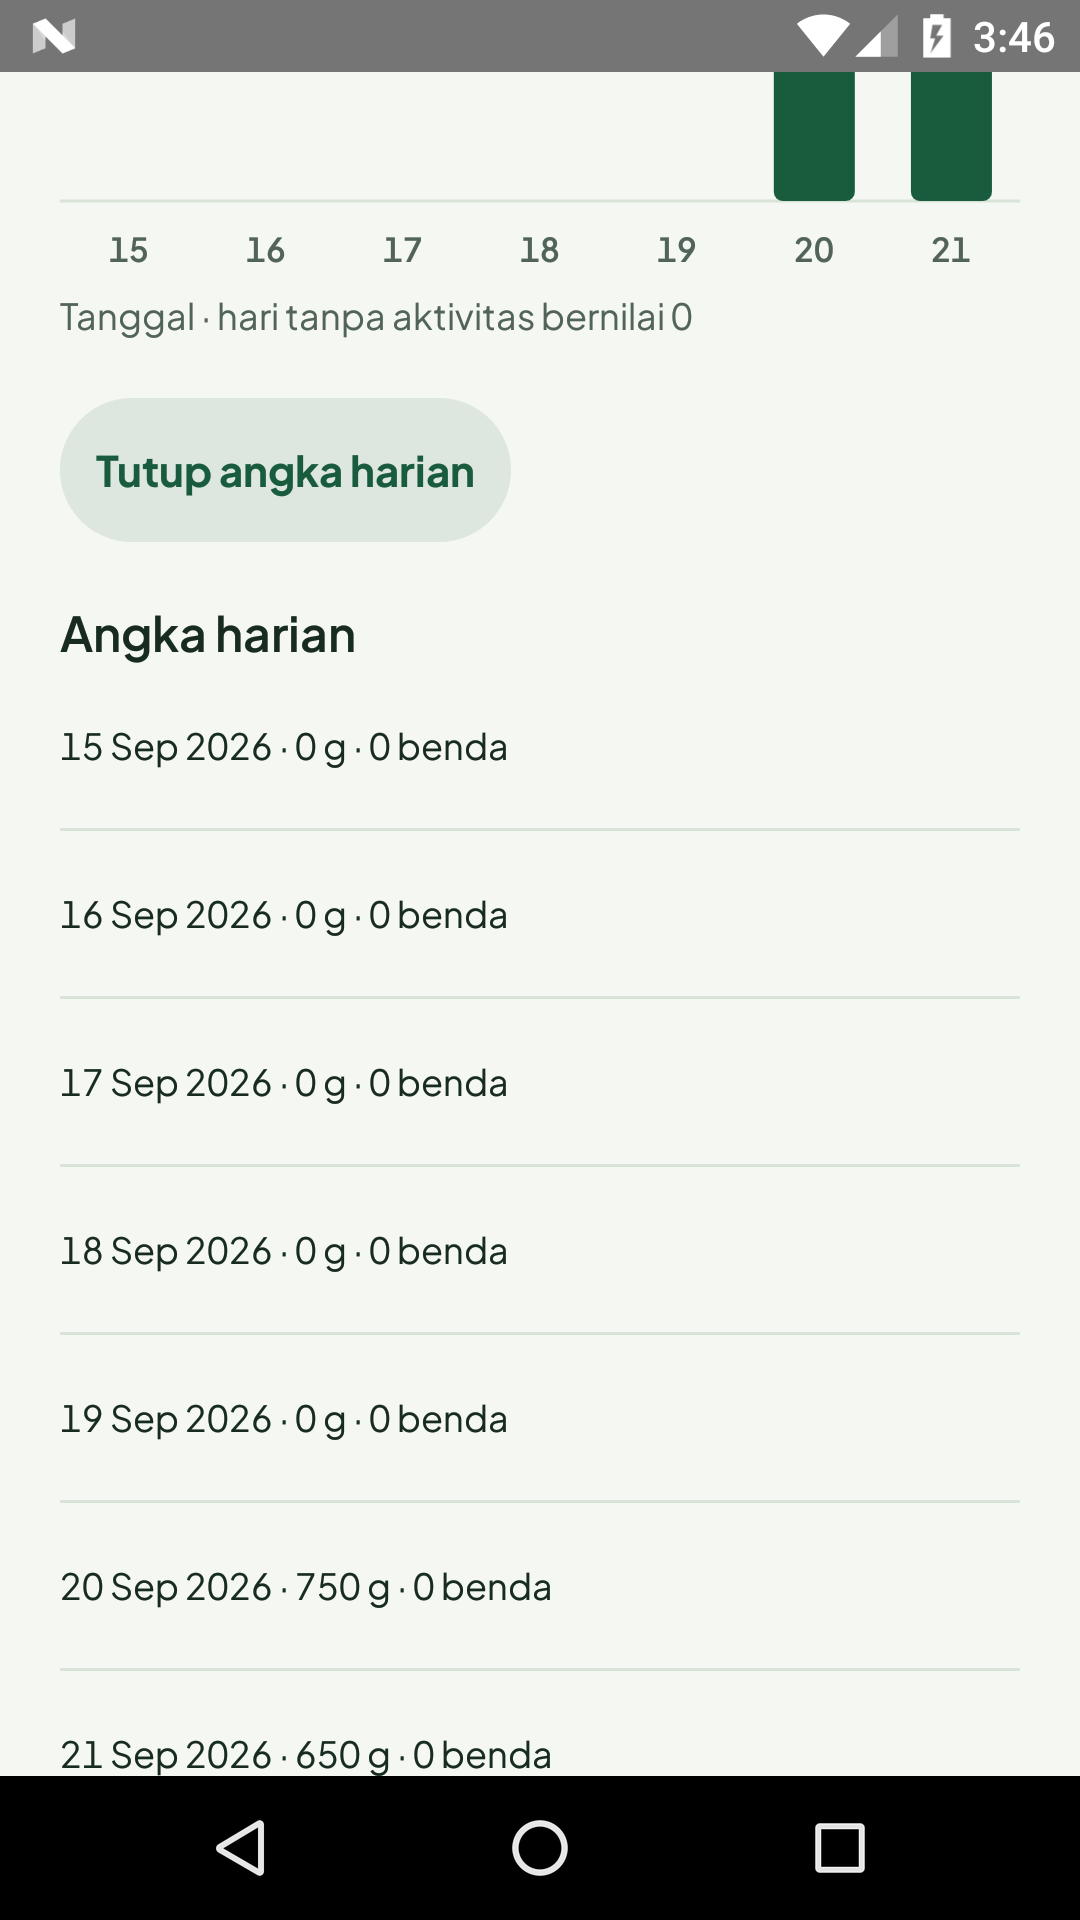 3:46
15 16 17 18 19 20 21
Tanggal · hari tanpa aktivitas bernilai 0
Tutup angka harian
Angka harian
15 Sep 2026 · 0 g · 0 benda
16 Sep 2026 · 0 g · 0 benda
17 Sep 2026 · 0 g · 0 benda
18 Sep 2026 · 0 g · 0 benda
19 Sep 2026 · 0 g · 0 benda
20 Sep 2026 · 750 g · 0 benda
21 Sep 2026 · 650 g · 0 benda